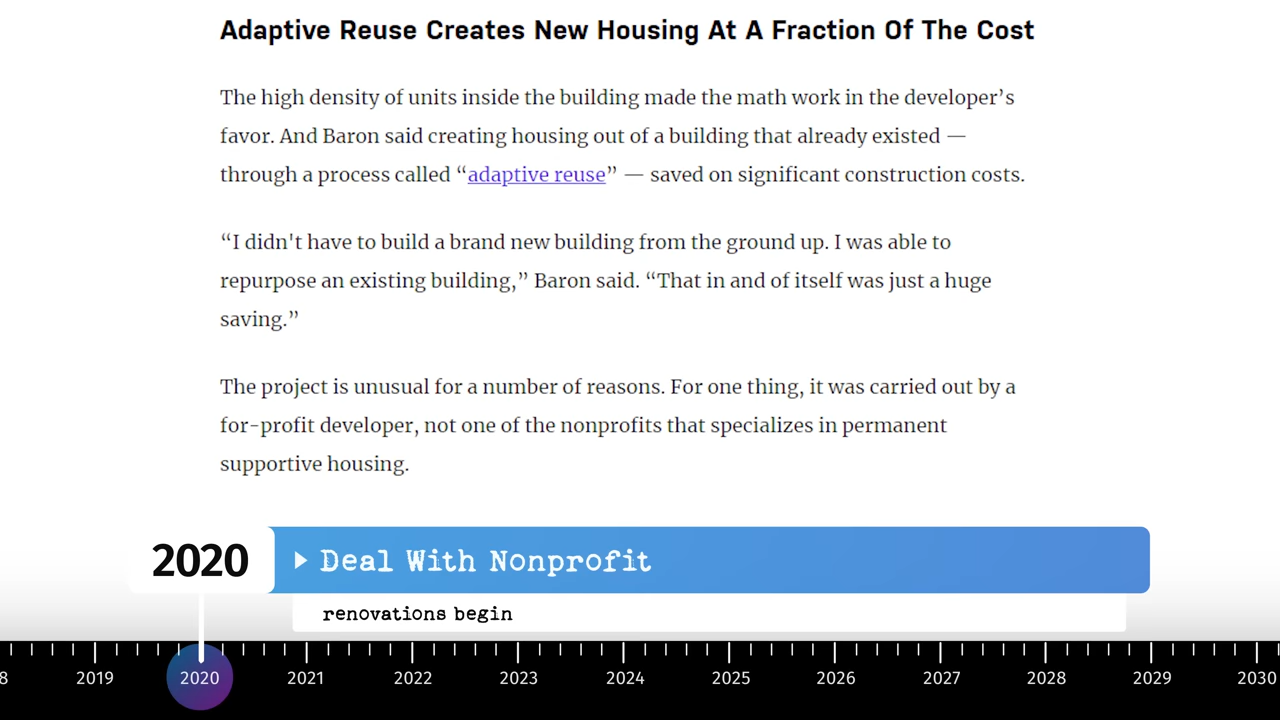 Adaptive Reuse Creates New Housing At A Fraction Of The Cost
The high density of units inside the building made the math work in the developer’s
favor. And Baron said creating housing out of a building that already existed —
through a process called “adaptive reuse” — saved on significant construction costs.
“I didn't have to build a brand new building from the ground up. I was able to
repurpose an existing building,” Baron said. “That in and of itself was just a huge
saving.”
The project is unusual for a number of reasons. For one thing, it was carried out by a
for-profit developer, not one of the nonprofits that specializes in permanent
supportive housing.
2020 Deal With Nonprofit
renovations begin
8 2019 2020 2021 2022 2023 2024 2025 2026 2027 2028 2029 2030